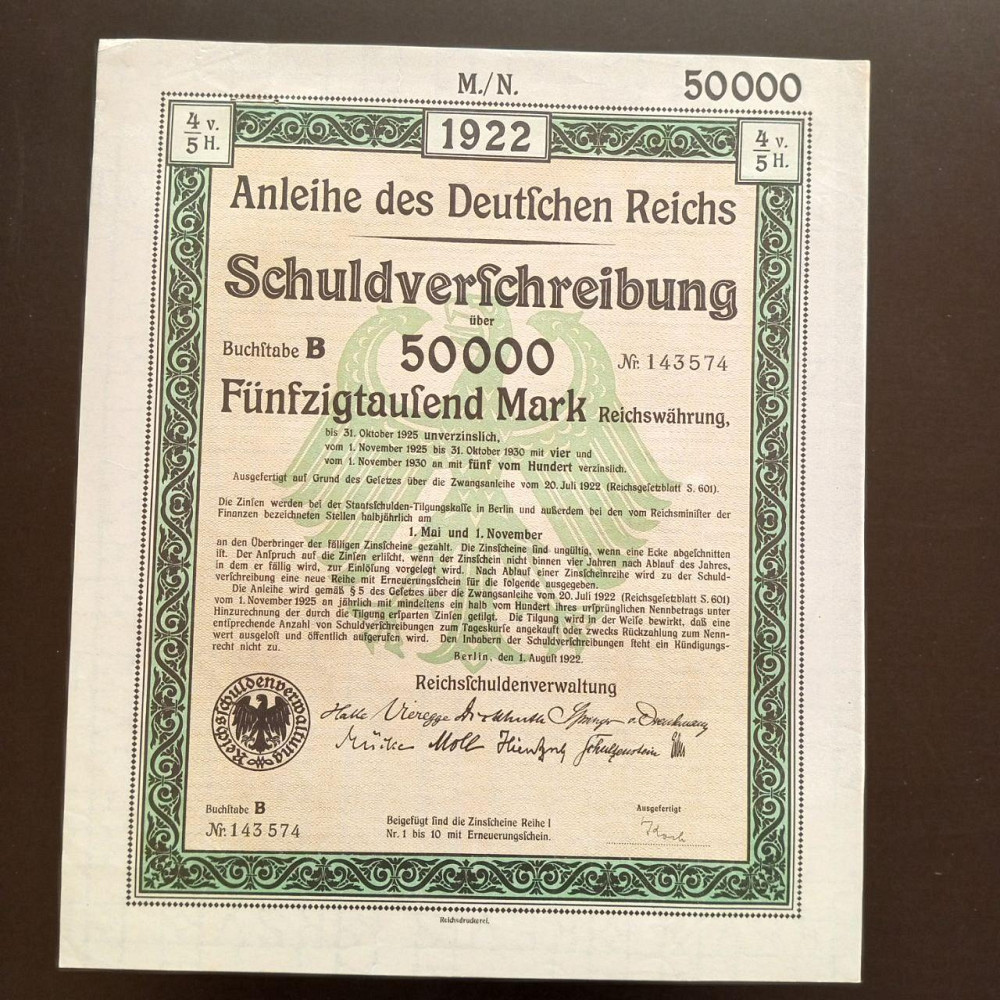 M./N.
50000
4/5 v. H.
1922
4/5 v. H.
Anleihe des Deutſchen Reichs
Schuldverſchreibung
über
Buchſtabe B 50000 Nr. 143574
Fünfzigtauſend Mark Reichswährung,
bis 31. Oktober 1925 unverzinslich,
vom 1. November 1925 bis 31. Oktober 1930 mit vier und
vom 1. November 1930 an mit fünf vom Hundert verzinslich.
Ausgefertigt auf Grund des Geſetzes über die Zwangsanleihe vom 20. Juli 1922 (Reichsgeſetzblatt S. 601).
Die Zinſen werden bei der Staatsſchulden-Tilgungskaſſe in Berlin und außerdem bei den vom Reichsminiſter der
Finanzen bezeichneten Stellen halbjährlich am
1. Mai und 1. November
an den Überbringer der fälligen Zinsſcheine gezahlt. Die Zinsſcheine ſind ungültig, wenn eine Ecke abgeſchnitten
iſt. Der Anſpruch auf die Zinſen erliſcht, wenn der Zinsſchein nicht binnen vier Jahren nach Ablauf des Jahres,
in dem er fällig wird, zur Einlöſung vorgelegt wird. Nach Ablauf einer Zinsſcheinreihe wird zu der Schuld-
verſchreibung eine neue Reihe mit Erneuerungsſchein für die folgende ausgegeben.
Die Anleihe wird gemäß § 5 des Geſetzes über die Zwangsanleihe vom 20. Juli 1922 (Reichsgeſetzblatt S. 601)
vom 1. November 1925 an jährlich mit mindeſtens ein halb vom Hundert ihres urſprünglichen Nennbetrags unter
Hinzurechnung der durch die Tilgung erſparten Zinſen getilgt. Die Tilgung wird in der Weiſe bewirkt, daß eine
entſprechende Anzahl von Schuldverſchreibungen zum Tageskurſe angekauft oder zwecks Rückzahlung zum Nenn-
wert ausgeloſt und öffentlich aufgerufen wird. Den Inhabern der Schuldverſchreibungen ſteht ein Kündigungs-
recht nicht zu.
Berlin, den 1. Auguſt 1922.
Reichsſchuldenverwaltung
Reichsſchuldenverwaltung
Halle Vieregge Springer
Mücke Moll Schulzenstein
Buchſtabe B
Nr. 143574
Beigefügt ſind die Zinsſcheine Reihe I
Nr. 1 bis 10 mit Erneuerungsſchein.
Ausgefertigt
Reichsdruckerei.